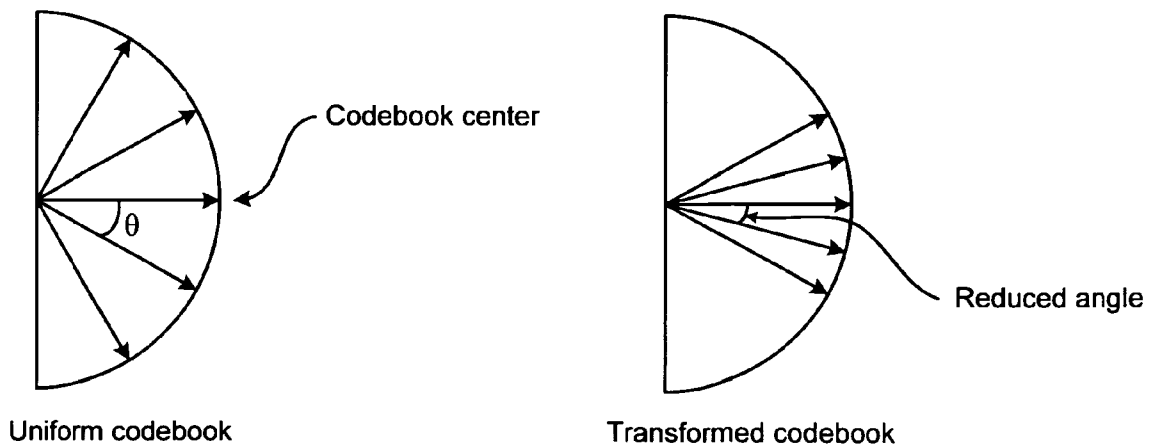 Codebook center
θ
Reduced angle
Uniform codebook
Transformed codebook